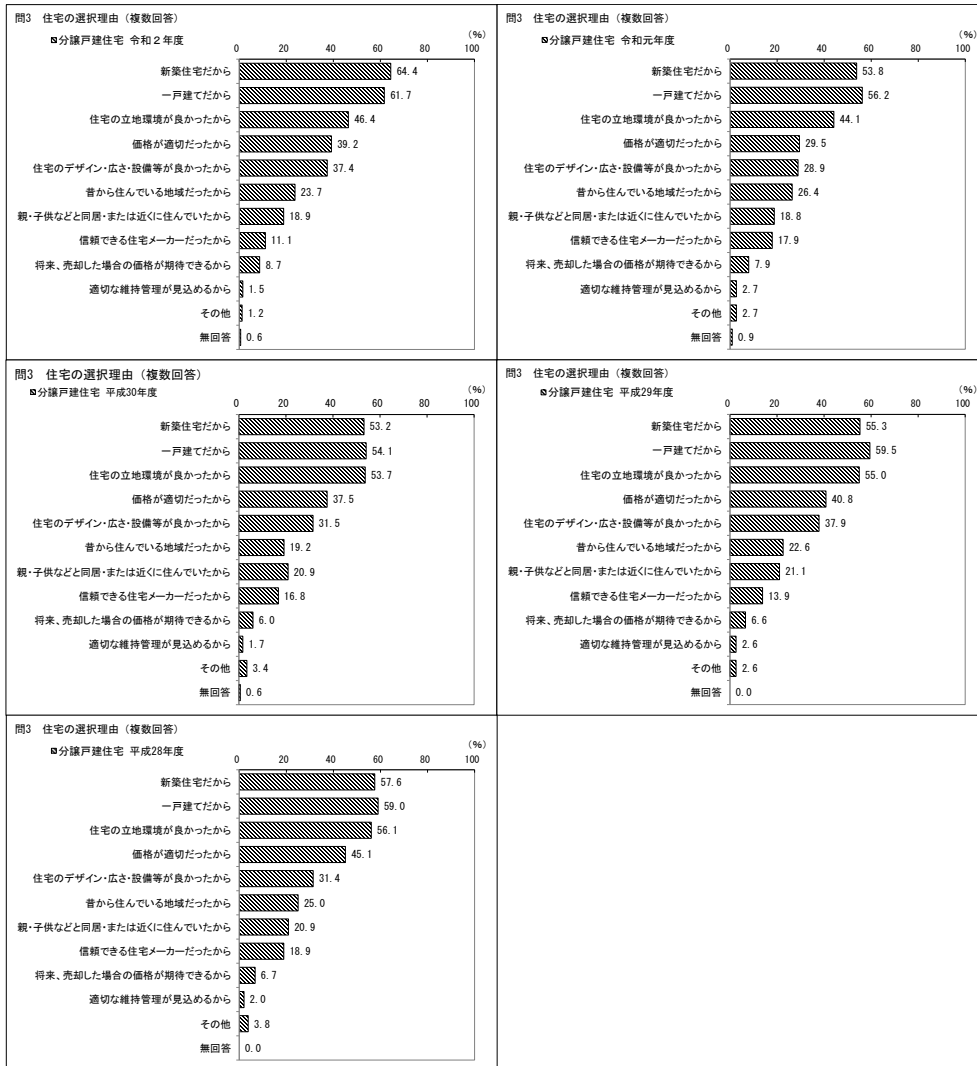 問3 住宅の選択理由（複数回答）
分譲戸建住宅 令和２年度
(％)
0 20 40 60 80 100
新築住宅だから 64.4
一戸建てだから 61.7
住宅の立地環境が良かったから 46.4
価格が適切だったから 39.2
住宅のデザイン・広さ・設備等が良かったから 37.4
昔から住んでいる地域だったから 23.7
親・子供などと同居・または近くに住んでいたから 18.9
信頼できる住宅メーカーだったから 11.1
将来、売却した場合の価格が期待できるから 8.7
適切な維持管理が見込めるから 1.5
その他 1.2
無回答 0.6
問3 住宅の選択理由（複数回答）
分譲戸建住宅 令和元年度
(％)
0 20 40 60 80 100
新築住宅だから 53.8
一戸建てだから 56.2
住宅の立地環境が良かったから 44.1
価格が適切だったから 29.5
住宅のデザイン・広さ・設備等が良かったから 28.9
昔から住んでいる地域だったから 26.4
親・子供などと同居・または近くに住んでいたから 18.8
信頼できる住宅メーカーだったから 17.9
将来、売却した場合の価格が期待できるから 7.9
適切な維持管理が見込めるから 2.7
その他 2.7
無回答 0.9
問3 住宅の選択理由（複数回答）
分譲戸建住宅 平成30年度
(％)
0 20 40 60 80 100
新築住宅だから 53.2
一戸建てだから 54.1
住宅の立地環境が良かったから 53.7
価格が適切だったから 37.5
住宅のデザイン・広さ・設備等が良かったから 31.5
昔から住んでいる地域だったから 19.2
親・子供などと同居・または近くに住んでいたから 20.9
信頼できる住宅メーカーだったから 16.8
将来、売却した場合の価格が期待できるから 6.0
適切な維持管理が見込めるから 1.7
その他 3.4
無回答 0.6
問3 住宅の選択理由（複数回答）
分譲戸建住宅 平成29年度
(％)
0 20 40 60 80 100
新築住宅だから 55.3
一戸建てだから 59.5
住宅の立地環境が良かったから 55.0
価格が適切だったから 40.8
住宅のデザイン・広さ・設備等が良かったから 37.9
昔から住んでいる地域だったから 22.6
親・子供などと同居・または近くに住んでいたから 21.1
信頼できる住宅メーカーだったから 13.9
将来、売却した場合の価格が期待できるから 6.6
適切な維持管理が見込めるから 2.6
その他 2.6
無回答 0.0
問3 住宅の選択理由（複数回答）
分譲戸建住宅 平成28年度
(％)
0 20 40 60 80 100
新築住宅だから 57.6
一戸建てだから 59.0
住宅の立地環境が良かったから 56.1
価格が適切だったから 45.1
住宅のデザイン・広さ・設備等が良かったから 31.4
昔から住んでいる地域だったから 25.0
親・子供などと同居・または近くに住んでいたから 20.9
信頼できる住宅メーカーだったから 18.9
将来、売却した場合の価格が期待できるから 6.7
適切な維持管理が見込めるから 2.0
その他 3.8
無回答 0.0